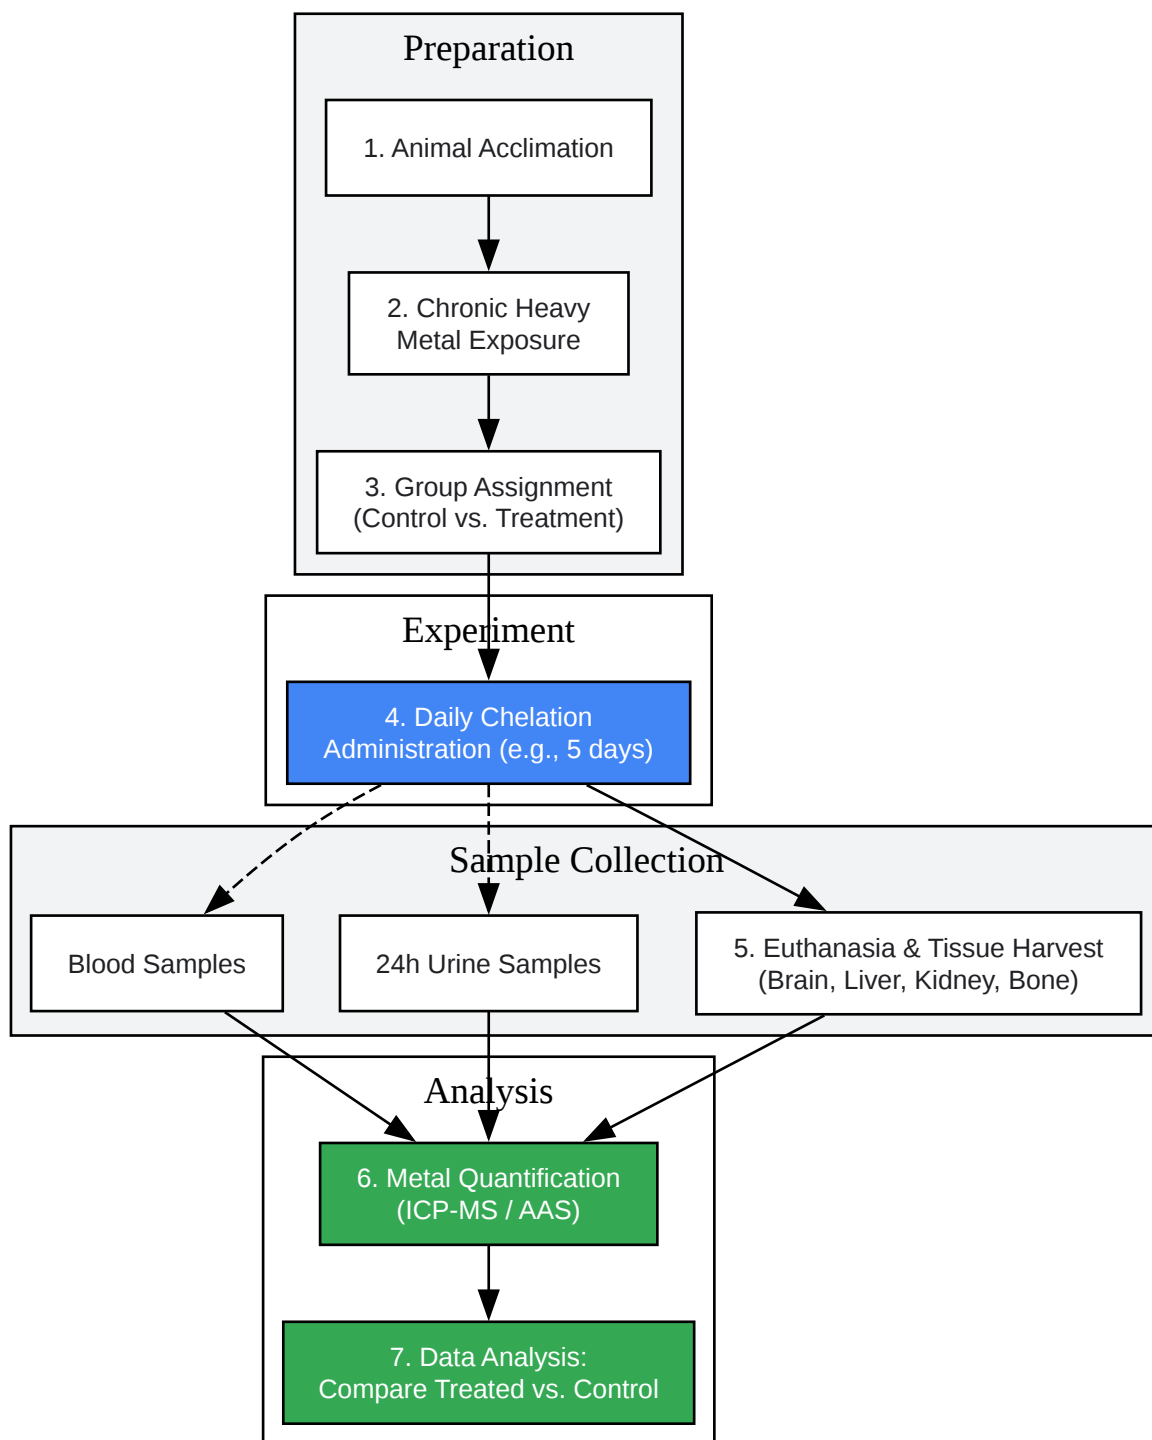 Preparation
1. Animal Acclimation
2. Chronic Heavy
Metal Exposure
3. Group Assignment
(Control vs. Treatment)
Experiment
4. Daily Chelation
Administration (e.g., 5 days)
Sample Collection
Blood Samples
24h Urine Samples
5. Euthanasia & Tissue Harvest
(Brain, Liver, Kidney, Bone)
Analysis
6. Metal Quantification
(ICP-MS / AAS)
7. Data Analysis:
Compare Treated vs. Control